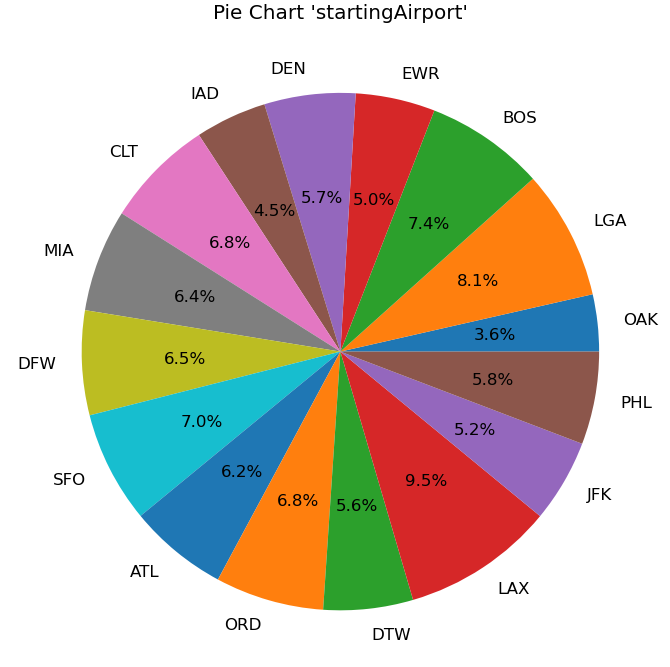 Pie Chart 'startingAirport'
DEN
EWR
IAD
BOS
CLT
LGA
MIA
OAK
DFW
PHL
SFO
JFK
ATL
LAX
ORD
DTW
5.7%
5.0%
4.5%
7.4%
6.8%
8.1%
6.4%
3.6%
6.5%
5.8%
7.0%
5.2%
6.2%
9.5%
6.8%
5.6%